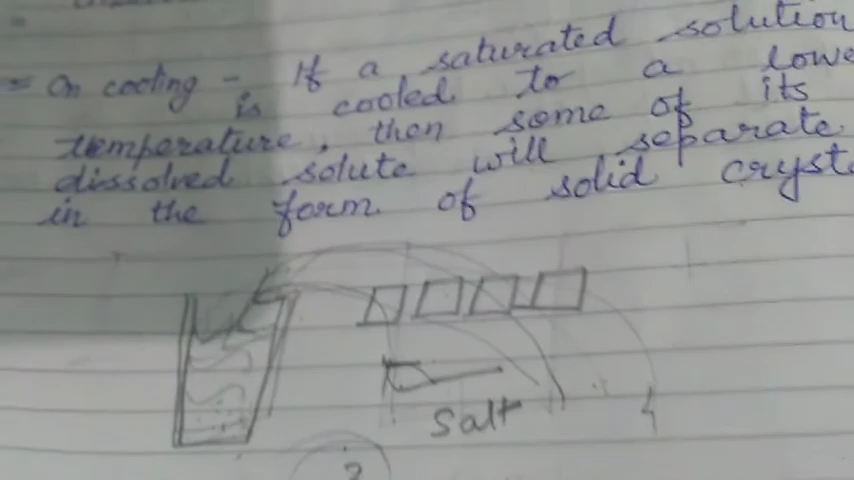 = On cooling - If a saturated solution
is cooled to a lowe
temperature, then some of its
dissolved solute will separate
in the form of solid cryst
Salt
2